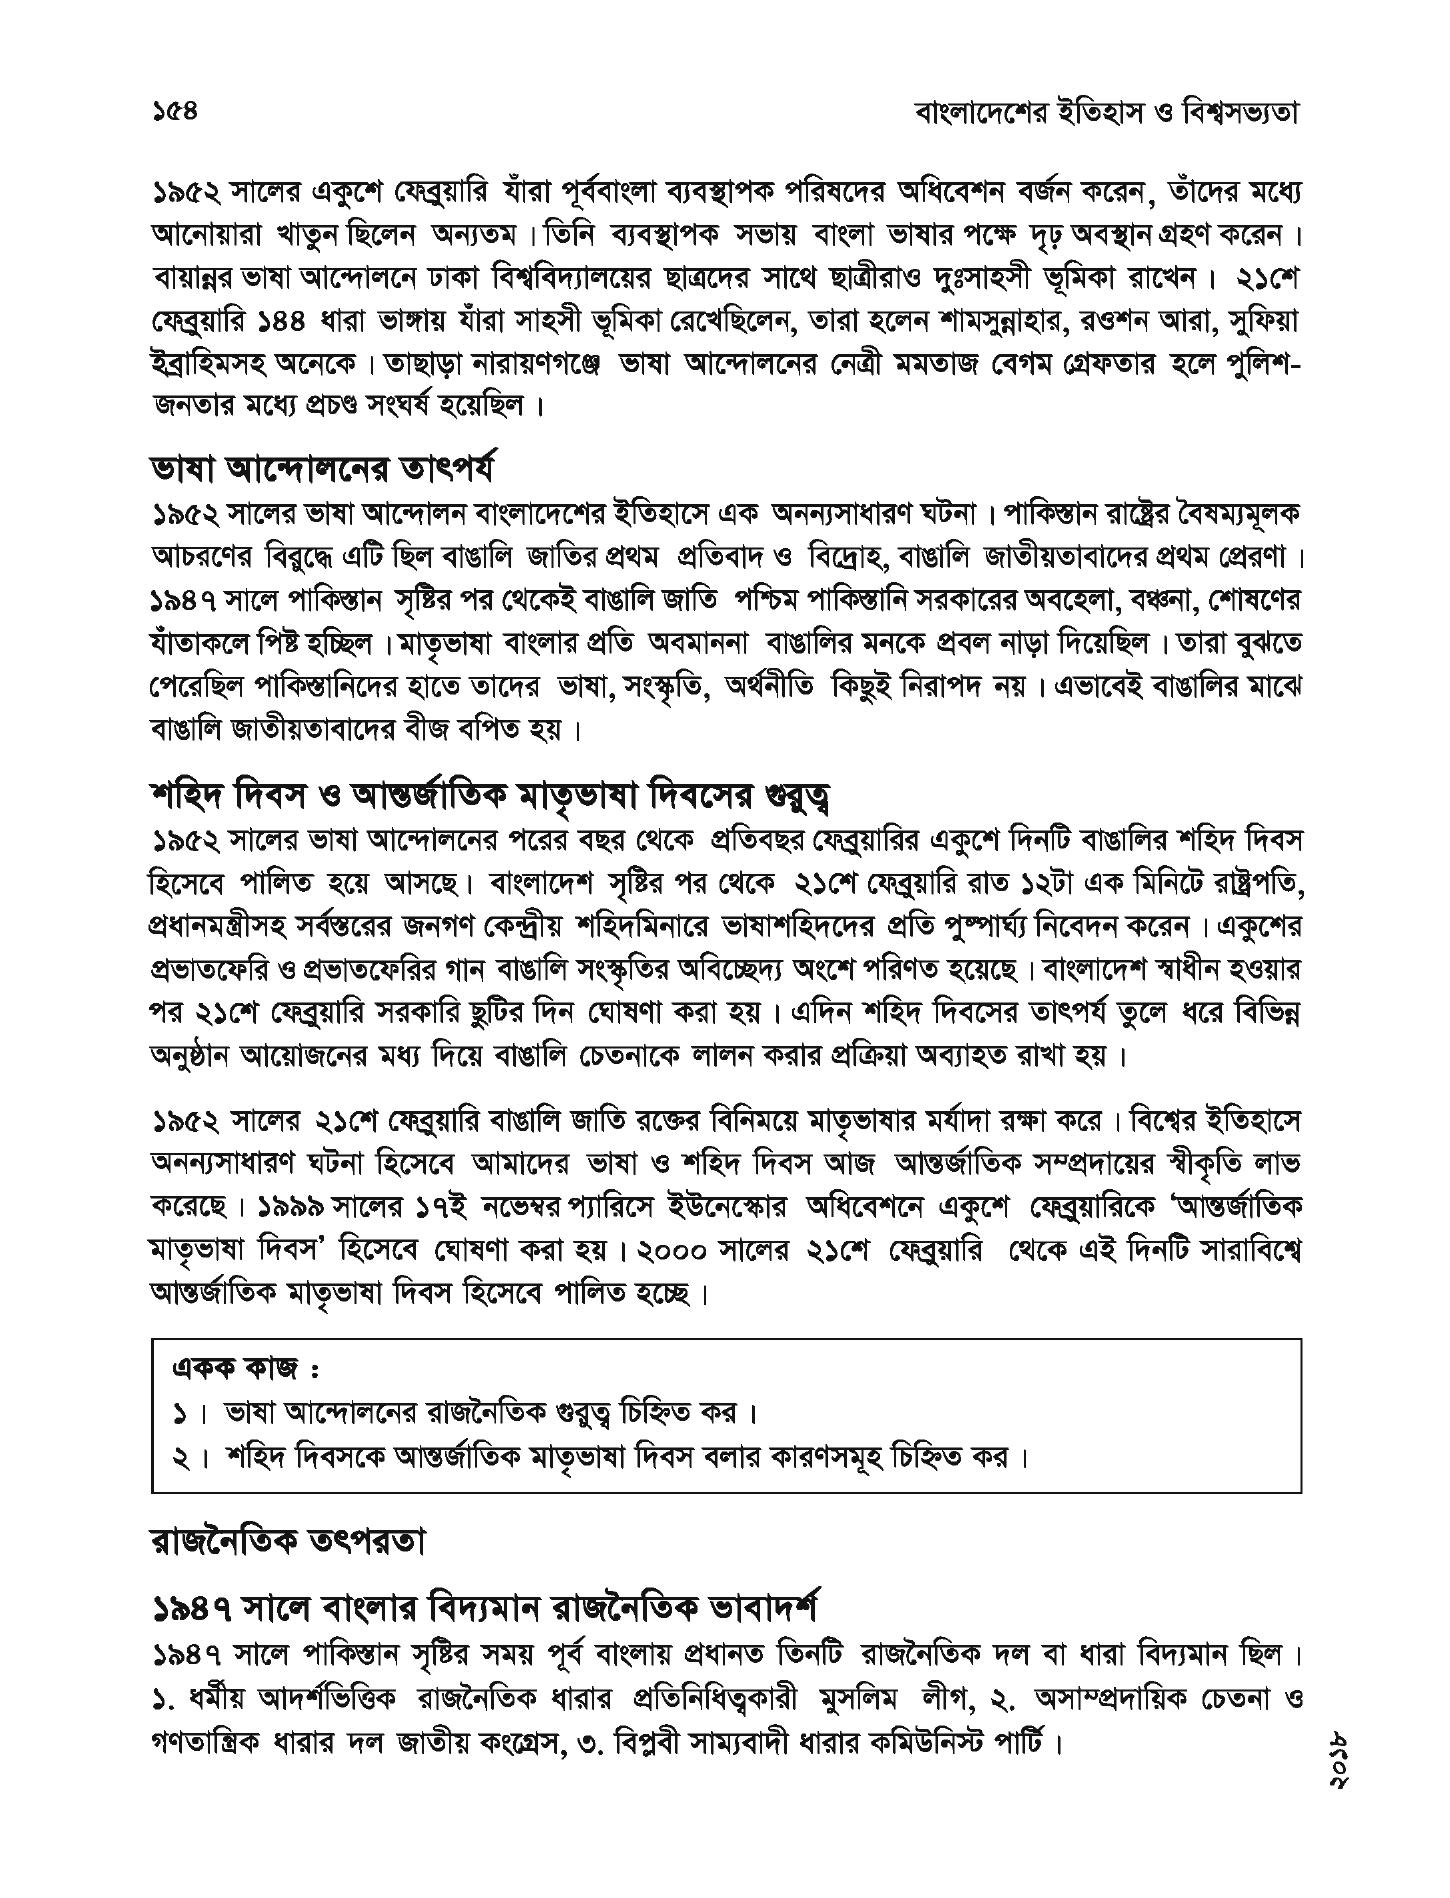 ১৫৪
বাংলাদেশের ইতিহাস ও বিশ্বসভ্যতা
১৯৫২ সালের একুশে ফেব্রুয়ারি যাঁরা পূর্ববাংলা ব্যবস্থাপক পরিষদের অধিবেশন বর্জন করেন, তাঁদের মধ্যে
আনোয়ারা খাতুন ছিলেন অন্যতম। তিনি ব্যবস্থাপক সভায় বাংলা ভাষার পক্ষে দৃঢ় অবস্থান গ্রহণ করেন।
বায়ান্নর ভাষা আন্দোলনে ঢাকা বিশ্ববিদ্যালয়ের ছাত্রদের সাথে ছাত্রীরাও দুঃসাহসী ভূমিকা রাখেন। ২১শে
ফেব্রুয়ারি ১৪৪ ধারা ভাঙ্গায় যাঁরা সাহসী ভূমিকা রেখেছিলেন, তারা হলেন শামসুন্নাহার, রওশন আরা, সুফিয়া
ইব্রাহিমসহ অনেকে। তাছাড়া নারায়ণগঞ্জে ভাষা আন্দোলনের নেত্রী মমতাজ বেগম গ্রেফতার হলে পুলিশ-
জনতার মধ্যে প্রচণ্ড সংঘর্ষ হয়েছিল।
ভাষা আন্দোলনের তাৎপর্য
১৯৫২ সালের ভাষা আন্দোলন বাংলাদেশের ইতিহাসে এক অনন্যসাধারণ ঘটনা। পাকিস্তান রাষ্ট্রের বৈষম্যমূলক
আচরণের বিরুদ্ধে এটি ছিল বাঙালি জাতির প্রথম প্রতিবাদ ও বিদ্রোহ, বাঙালি জাতীয়তাবাদের প্রথম প্রেরণা।
১৯৪৭ সালে পাকিস্তান সৃষ্টির পর থেকেই বাঙালি জাতি পশ্চিম পাকিস্তানি সরকারের অবহেলা, বঞ্চনা, শোষণের
যাঁতাকলে পিষ্ট হচ্ছিল। মাতৃভাষা বাংলার প্রতি অবমাননা বাঙালির মনকে প্রবল নাড়া দিয়েছিল। তারা বুঝতে
পেরেছিল পাকিস্তানিদের হাতে তাদের ভাষা, সংস্কৃতি, অর্থনীতি কিছুই নিরাপদ নয়। এভাবেই বাঙালির মাঝে
বাঙালি জাতীয়তাবাদের বীজ বপিত হয়।
শহিদ দিবস ও আন্তর্জাতিক মাতৃভাষা দিবসের গুরুত্ব
১৯৫২ সালের ভাষা আন্দোলনের পরের বছর থেকে প্রতিবছর ফেব্রুয়ারির একুশে দিনটি বাঙালির শহিদ দিবস
হিসেবে পালিত হয়ে আসছে। বাংলাদেশ সৃষ্টির পর থেকে ২১শে ফেব্রুয়ারি রাত ১২টা এক মিনিটে রাষ্ট্রপতি,
প্রধানমন্ত্রীসহ সর্বস্তরের জনগণ কেন্দ্রীয় শহিদমিনারে ভাষাশহিদদের প্রতি পুষ্পার্ঘ্য নিবেদন করেন। একুশের
প্রভাতফেরি ও প্রভাতফেরির গান বাঙালি সংস্কৃতির অবিচ্ছেদ্য অংশে পরিণত হয়েছে। বাংলাদেশ স্বাধীন হওয়ার
পর ২১শে ফেব্রুয়ারি সরকারি ছুটির দিন ঘোষণা করা হয়। এদিন শহিদ দিবসের তাৎপর্য তুলে ধরে বিভিন্ন
অনুষ্ঠান আয়োজনের মধ্য দিয়ে বাঙালি চেতনাকে লালন করার প্রক্রিয়া অব্যাহত রাখা হয়।
১৯৫২ সালের ২১শে ফেব্রুয়ারি বাঙালি জাতি রক্তের বিনিময়ে মাতৃভাষার মর্যাদা রক্ষা করে। বিশ্বের ইতিহাসে
অনন্যসাধারণ ঘটনা হিসেবে আমাদের ভাষা ও শহিদ দিবস আজ আন্তর্জাতিক সম্প্রদায়ের স্বীকৃতি লাভ
করেছে। ১৯৯৯ সালের ১৭ই নভেম্বর প্যারিসে ইউনেস্কোর অধিবেশনে একুশে ফেব্রুয়ারিকে ‘আন্তর্জাতিক
মাতৃভাষা দিবস’ হিসেবে ঘোষণা করা হয়। ২০০০ সালের ২১শে ফেব্রুয়ারি থেকে এই দিনটি সারাবিশ্বে
আন্তর্জাতিক মাতৃভাষা দিবস হিসেবে পালিত হচ্ছে।
একক কাজ :
১। ভাষা আন্দোলনের রাজনৈতিক গুরুত্ব চিহ্নিত কর।
২। শহিদ দিবসকে আন্তর্জাতিক মাতৃভাষা দিবস বলার কারণসমূহ চিহ্নিত কর।
রাজনৈতিক তৎপরতা
১৯৪৭ সালে বাংলার বিদ্যমান রাজনৈতিক ভাবাদর্শ
১৯৪৭ সালে পাকিস্তান সৃষ্টির সময় পূর্ব বাংলায় প্রধানত তিনটি রাজনৈতিক দল বা ধারা বিদ্যমান ছিল।
১. ধর্মীয় আদর্শভিত্তিক রাজনৈতিক ধারার প্রতিনিধিত্বকারী মুসলিম লীগ, ২. অসাম্প্রদায়িক চেতনা ও
গণতান্ত্রিক ধারার দল জাতীয় কংগ্রেস, ৩. বিপ্লবী সাম্যবাদী ধারার কমিউনিস্ট পার্টি।
২০১৮